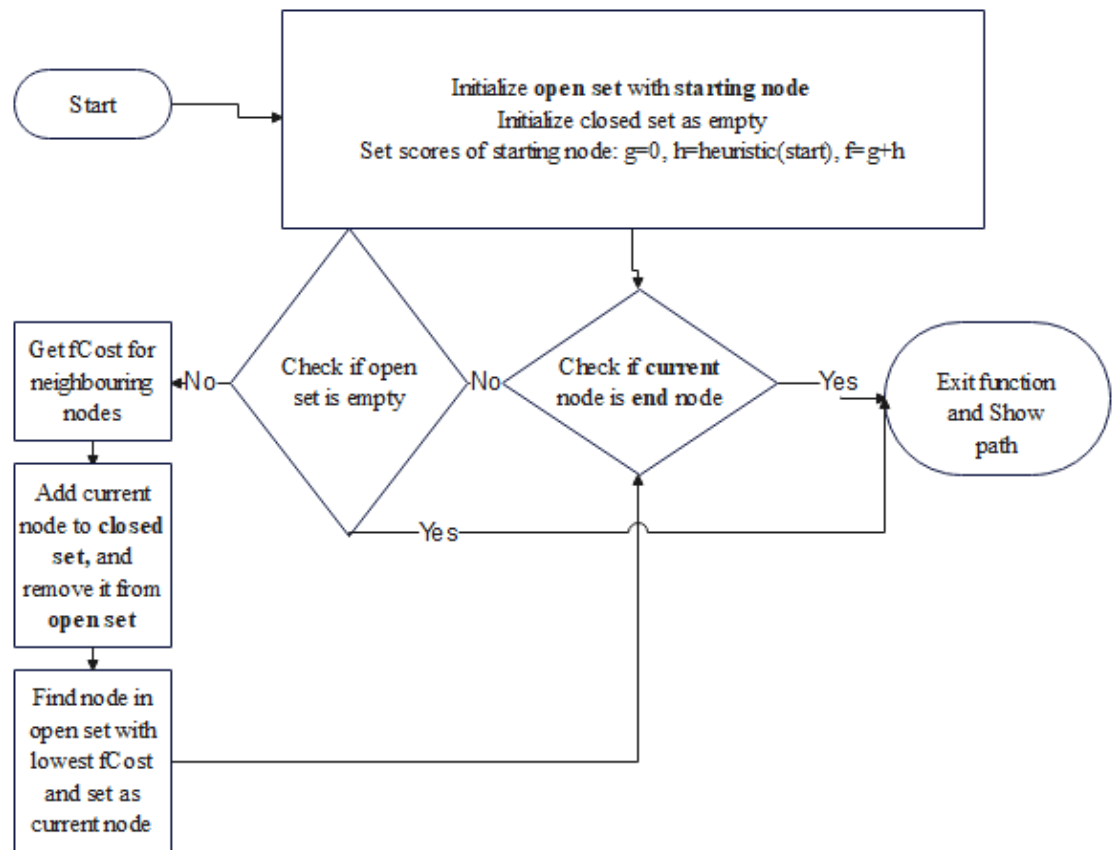 Start
Initialize open set with starting node
Initialize closed set as empty
Set scores of starting node: g=0, h=heuristic(start), f=g+h
Check if current
node is end node
Yes
Exit function
and Show
path
No
Check if open
set is empty
Yes
No
Get fCost for
neighbouring
nodes
Add current
node to closed
set, and
remove it from
open set
Find node in
open set with
lowest fCost
and set as
current node